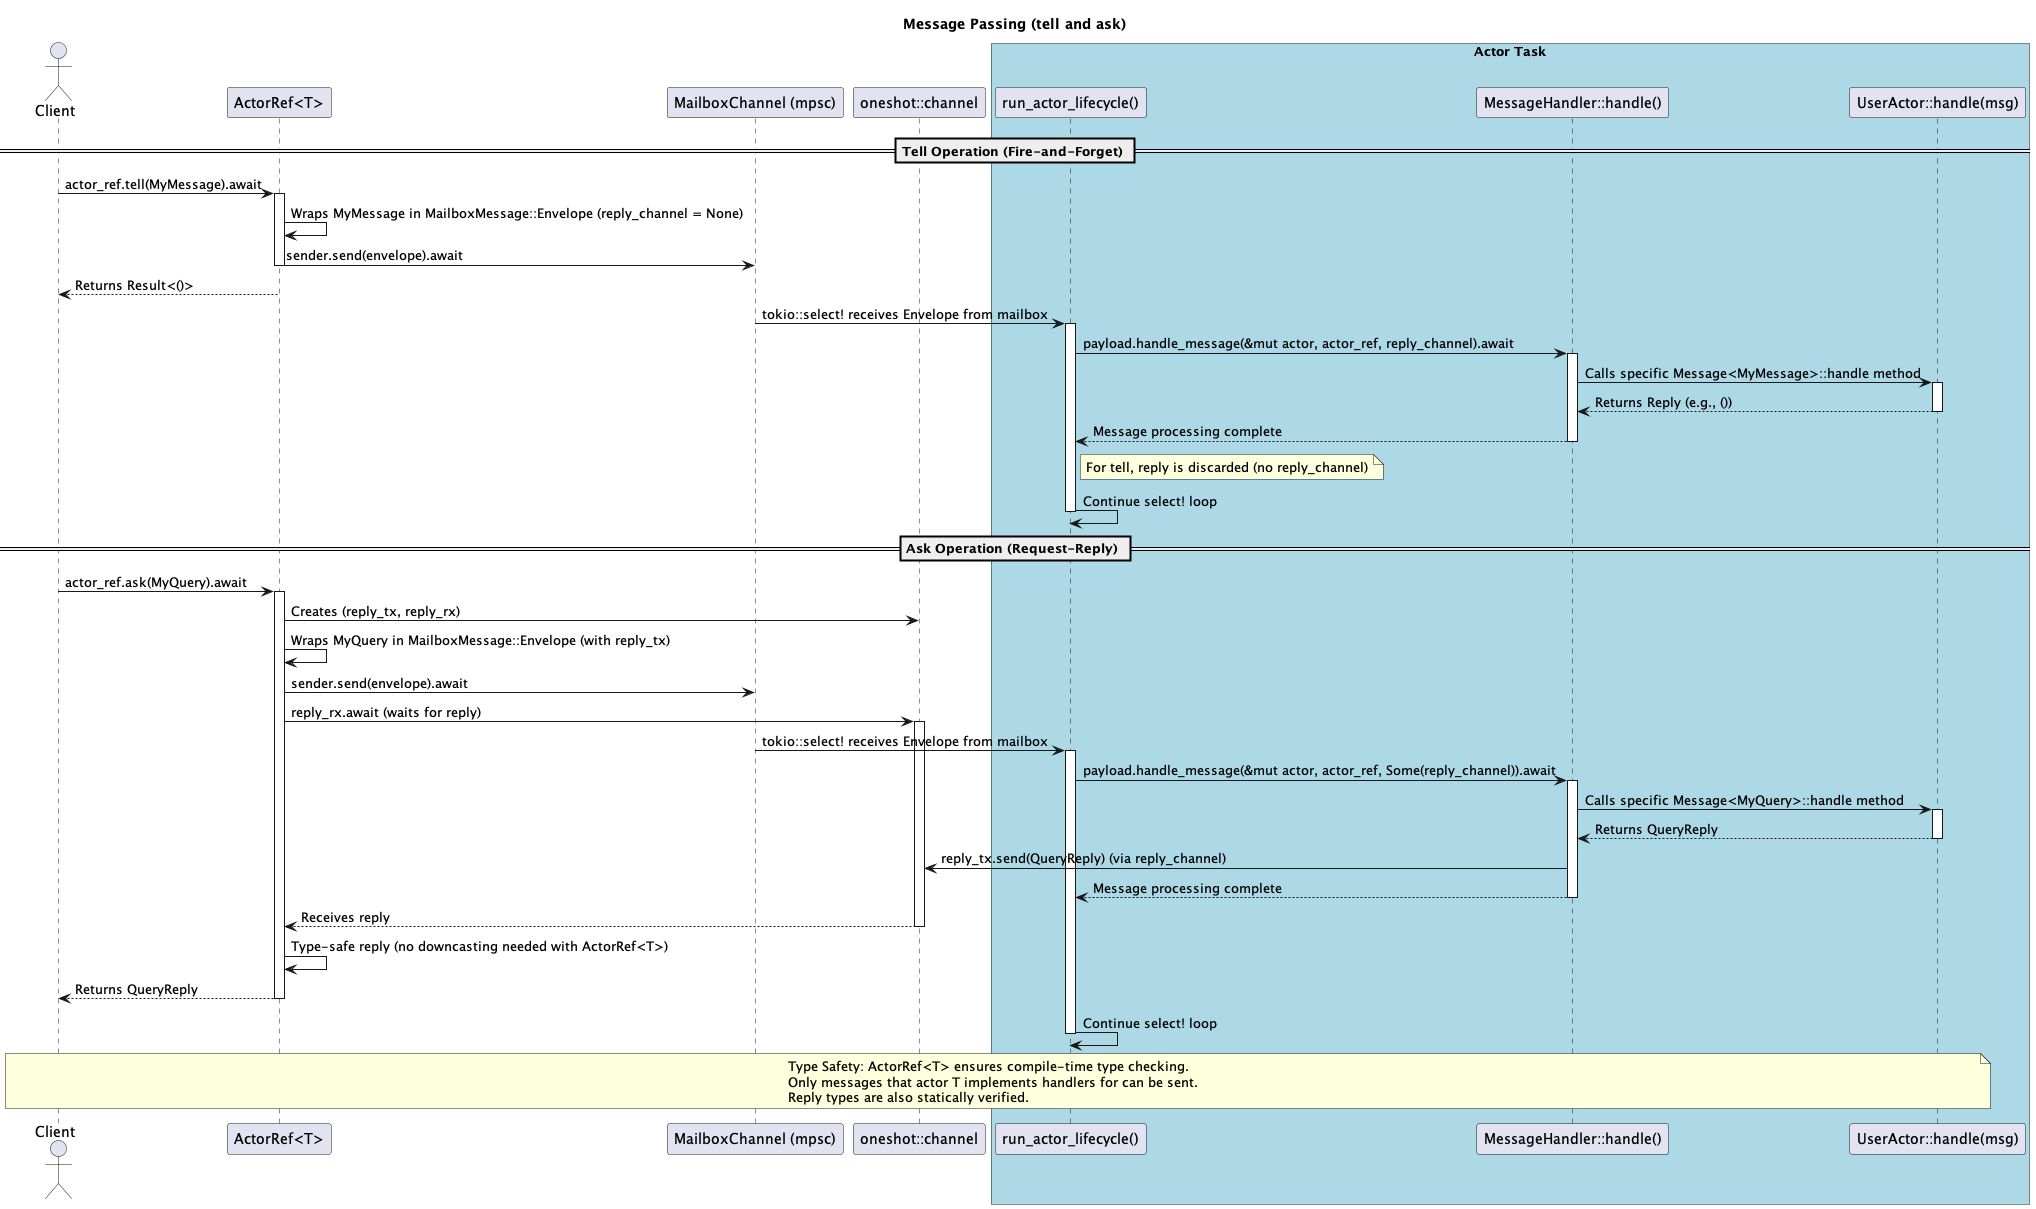 Message Passing (tell and ask)
Actor Task
Client
ActorRef<T>
MailboxChannel (mpsc)
oneshot::channel
run_actor_lifecycle()
MessageHandler::handle()
UserActor::handle(msg)
Tell Operation (Fire-and-Forget)
actor_ref.tell(MyMessage).await
Wraps MyMessage in MailboxMessage::Envelope (reply_channel = None)
sender.send(envelope).await
Returns Result<()>
tokio::select! receives Envelope from mailbox
payload.handle_message(&mut actor, actor_ref, reply_channel).await
Calls specific Message<MyMessage>::handle method
Returns Reply (e.g., ())
Message processing complete
For tell, reply is discarded (no reply_channel)
Continue select! loop
Ask Operation (Request-Reply)
actor_ref.ask(MyQuery).await
Creates (reply_tx, reply_rx)
Wraps MyQuery in MailboxMessage::Envelope (with reply_tx)
sender.send(envelope).await
reply_rx.await (waits for reply)
tokio::select! receives Envelope from mailbox
payload.handle_message(&mut actor, actor_ref, Some(reply_channel)).await
Calls specific Message<MyQuery>::handle method
Returns QueryReply
reply_tx.send(QueryReply) (via reply_channel)
Message processing complete
Receives reply
Type-safe reply (no downcasting needed with ActorRef<T>)
Returns QueryReply
Continue select! loop
Type Safety: ActorRef<T> ensures compile-time type checking.
Only messages that actor T implements handlers for can be sent.
Reply types are also statically verified.
Client
ActorRef<T>
MailboxChannel (mpsc)
oneshot::channel
run_actor_lifecycle()
MessageHandler::handle()
UserActor::handle(msg)